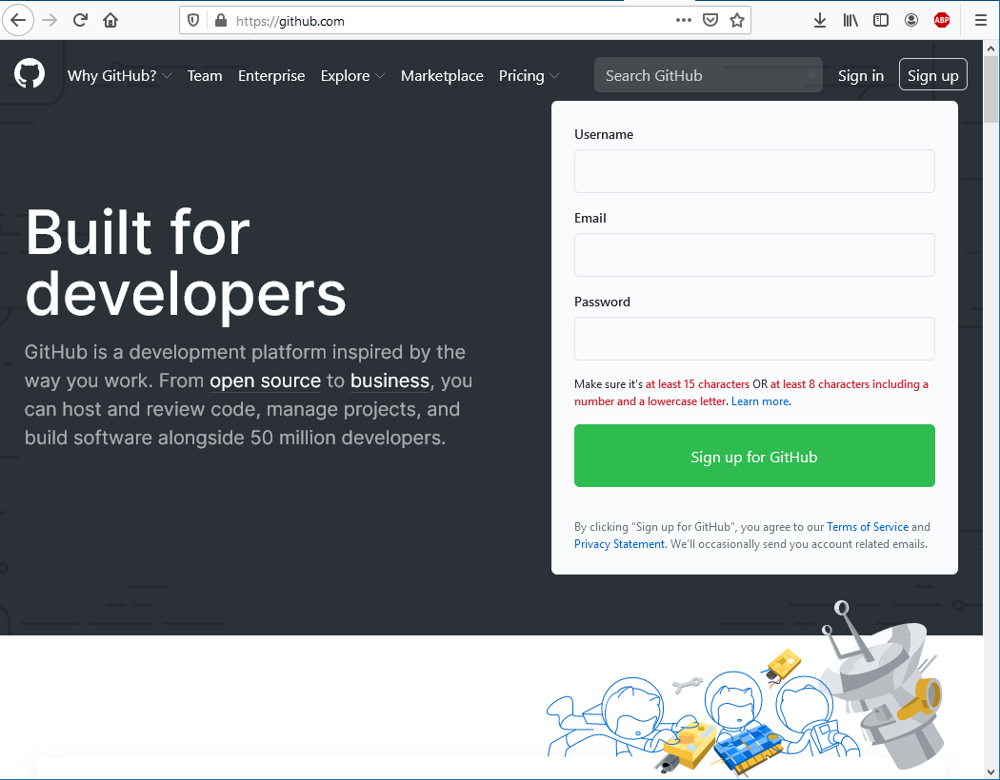 https://github.com
ABP
Why GitHub? Team Enterprise Explore Marketplace Pricing Search GitHub Sign in Sign up
Built for
developers
GitHub is a development platform inspired by the
way you work. From open source to business, you
can host and review code, manage projects, and
build software alongside 50 million developers.
Username
Email
Password
Make sure it's at least 15 characters OR at least 8 characters including a
number and a lowercase letter. Learn more.
Sign up for GitHub
By clicking “Sign up for GitHub”, you agree to our Terms of Service and
Privacy Statement. We’ll occasionally send you account related emails.